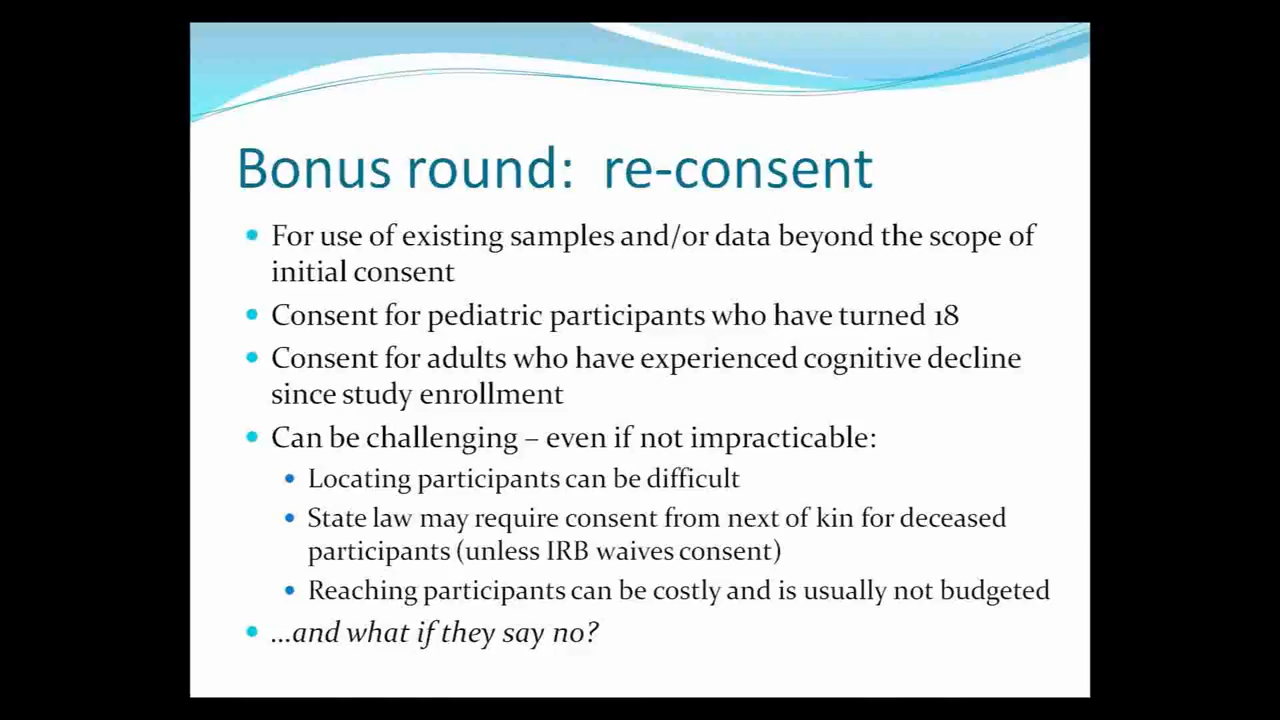 Bonus round:  re-consent
For use of existing samples and/or data beyond the scope of
initial consent
Consent for pediatric participants who have turned 18
Consent for adults who have experienced cognitive decline
since study enrollment
Can be challenging – even if not impracticable:
Locating participants can be difficult
State law may require consent from next of kin for deceased
participants (unless IRB waives consent)
Reaching participants can be costly and is usually not budgeted
…and what if they say no?